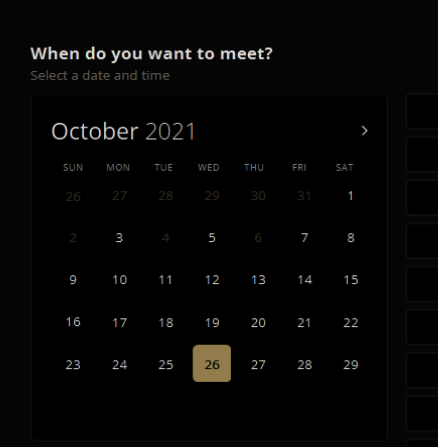 When do you want to meet?
Select a date and time
October 2021
SUN MON TUE WED THU FRI SAT
26 27 28 29 30 31 1
2 3 4 5 6 7 8
9 10 11 12 13 14 15
16 17 18 19 20 21 22
23 24 25 26 27 28 29